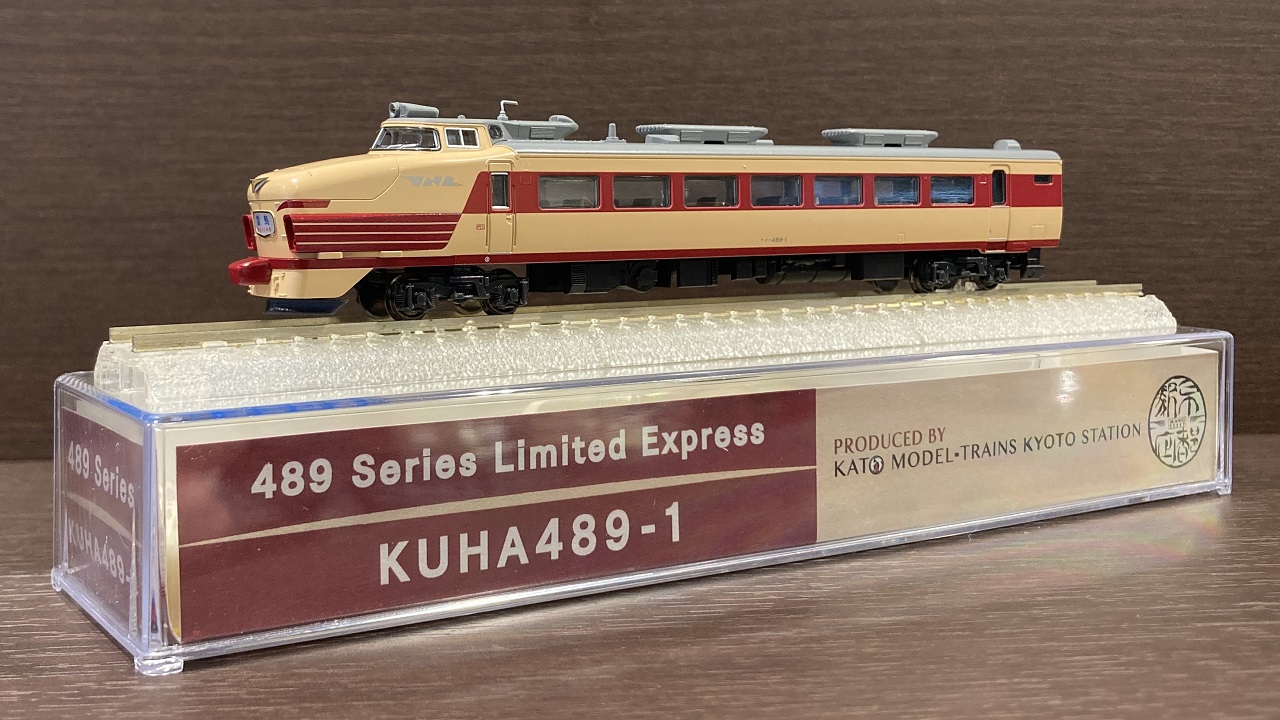 489 Series Limited Express
KUHA489-1
PRODUCED BY
KATO MODEL-TRAINS KYOTO STATION
489 Series
KUHA489-